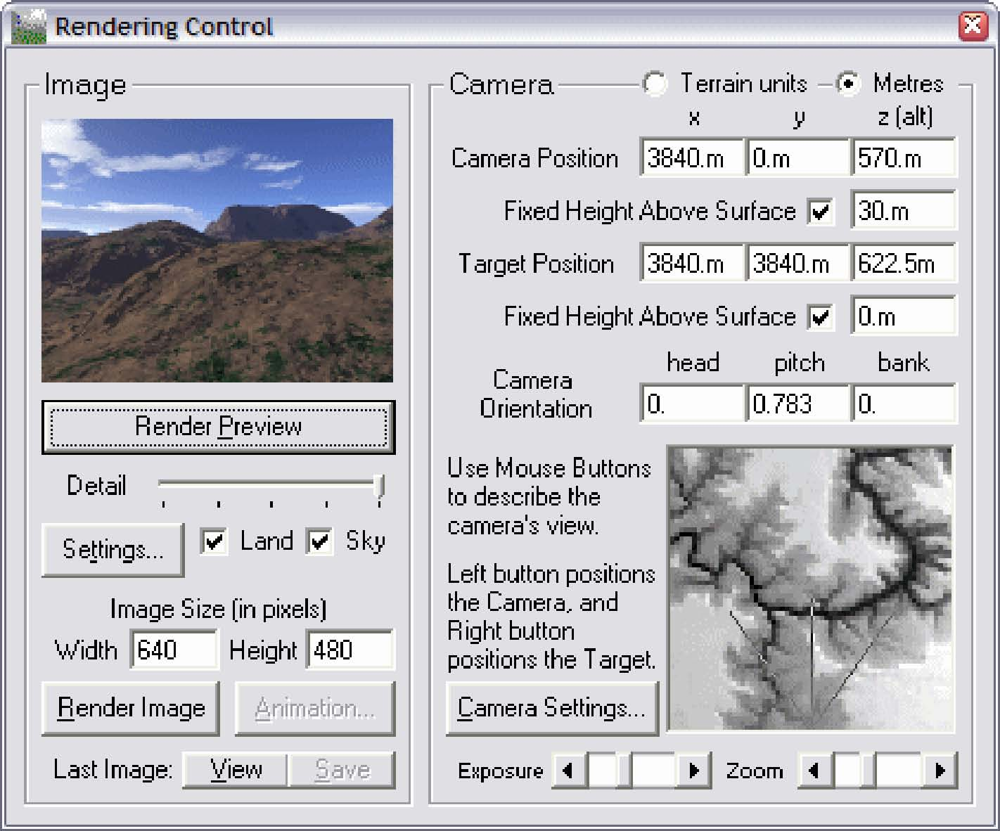 Rendering Control
Image
Render Preview
Detail
Settings...
Land
Sky
Image Size (in pixels)
Width 640 Height 480
Render Image
Animation...
Last Image: View Save
Camera Terrain units Metres
x y z (alt)
Camera Position 3840.m 0.m 570.m
Fixed Height Above Surface 30.m
Target Position 3840.m 3840.m 622.5m
Fixed Height Above Surface 0.m
head pitch bank
Camera
Orientation 0. 0.783 0.
Use Mouse Buttons
to describe the
camera's view.
Left button positions
the Camera, and
Right button
positions the Target.
Camera Settings...
Exposure Zoom